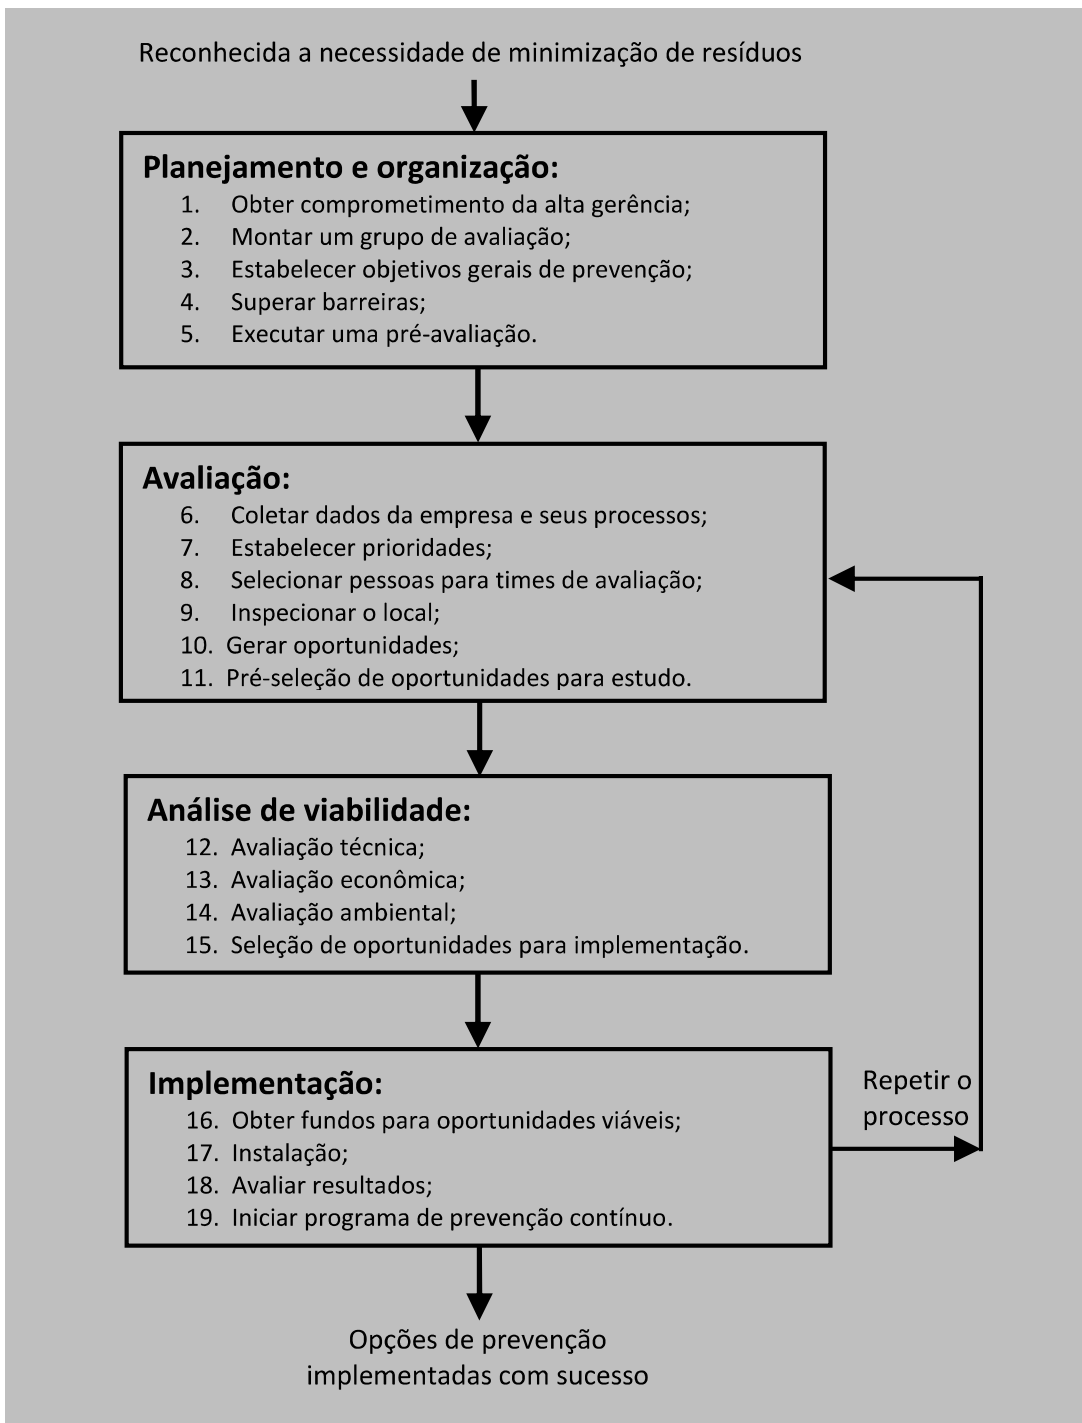 Reconhecida a necessidade de minimização de resíduos
Planejamento e organização:
1. Obter comprometimento da alta gerência;
2. Montar um grupo de avaliação;
3. Estabelecer objetivos gerais de prevenção;
4. Superar barreiras;
5. Executar uma pré-avaliação.
Avaliação:
6. Coletar dados da empresa e seus processos;
7. Estabelecer prioridades;
8. Selecionar pessoas para times de avaliação;
9. Inspecionar o local;
10. Gerar oportunidades;
11. Pré-seleção de oportunidades para estudo.
Análise de viabilidade:
12. Avaliação técnica;
13. Avaliação econômica;
14. Avaliação ambiental;
15. Seleção de oportunidades para implementação.
Implementação:
16. Obter fundos para oportunidades viáveis;
17. Instalação;
18. Avaliar resultados;
19. Iniciar programa de prevenção contínuo.
Repetir o
processo
Opções de prevenção
implementadas com sucesso